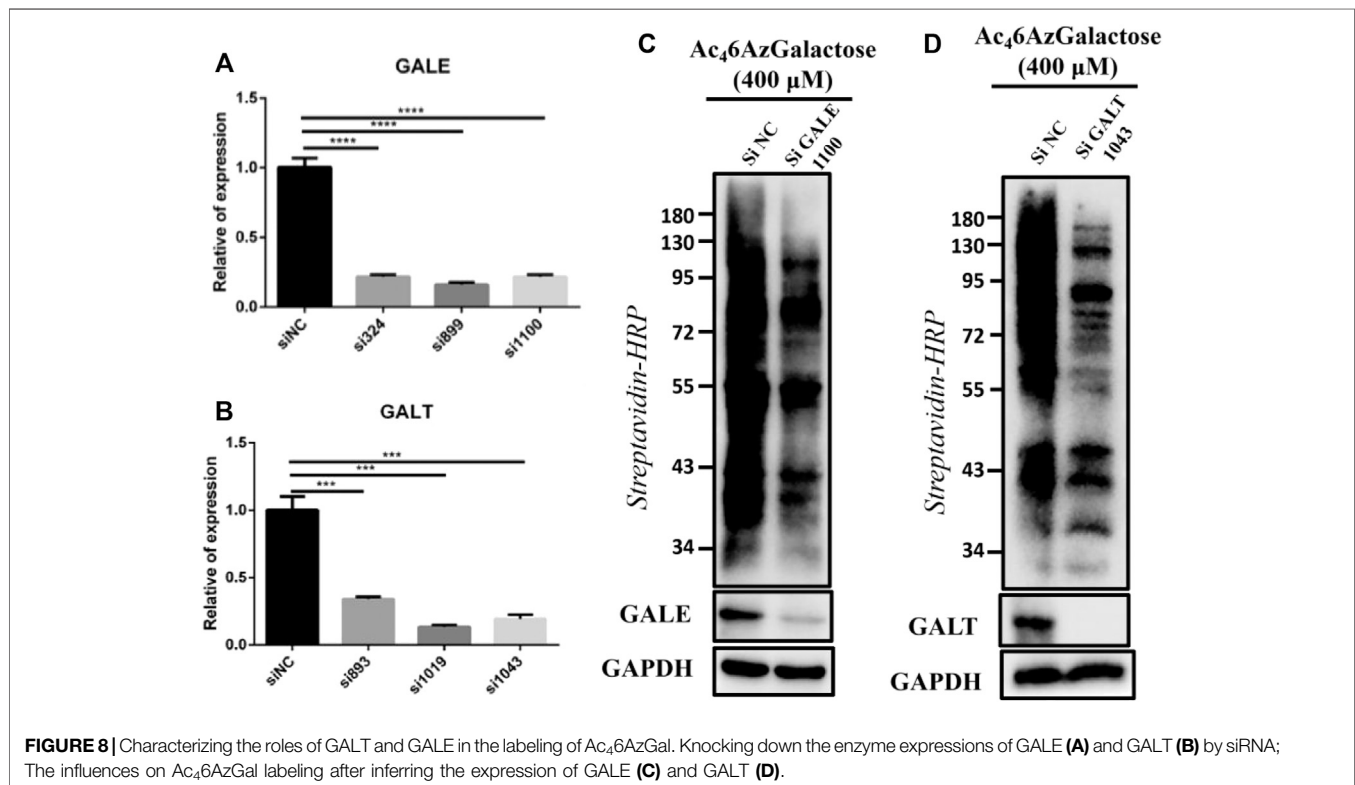 A
GALE
Relative of expression
1.5
1.0
0.5
0.0
****
****
****
siNC
si324
si899
si1100
B
GALT
Relative of expression
1.5
1.0
0.5
0.0
***
***
***
siNC
si893
si1019
si1043
C
Ac₄6AzGalactose
(400 µM)
Si NC
Si GALE
1100
Streptavidin-HRP
180
130
95
72
55
43
34
GALE
GAPDH
D
Ac₄6AzGalactose
(400 µM)
Si NC
Si GALT
1043
Streptavidin-HRP
180
130
95
72
55
43
34
GALT
GAPDH
FIGURE 8 | Characterizing the roles of GALT and GALE in the labeling of Ac₄6AzGal. Knocking down the enzyme expressions of GALE (A) and GALT (B) by siRNA;
The influences on Ac₄6AzGal labeling after inferring the expression of GALE (C) and GALT (D).